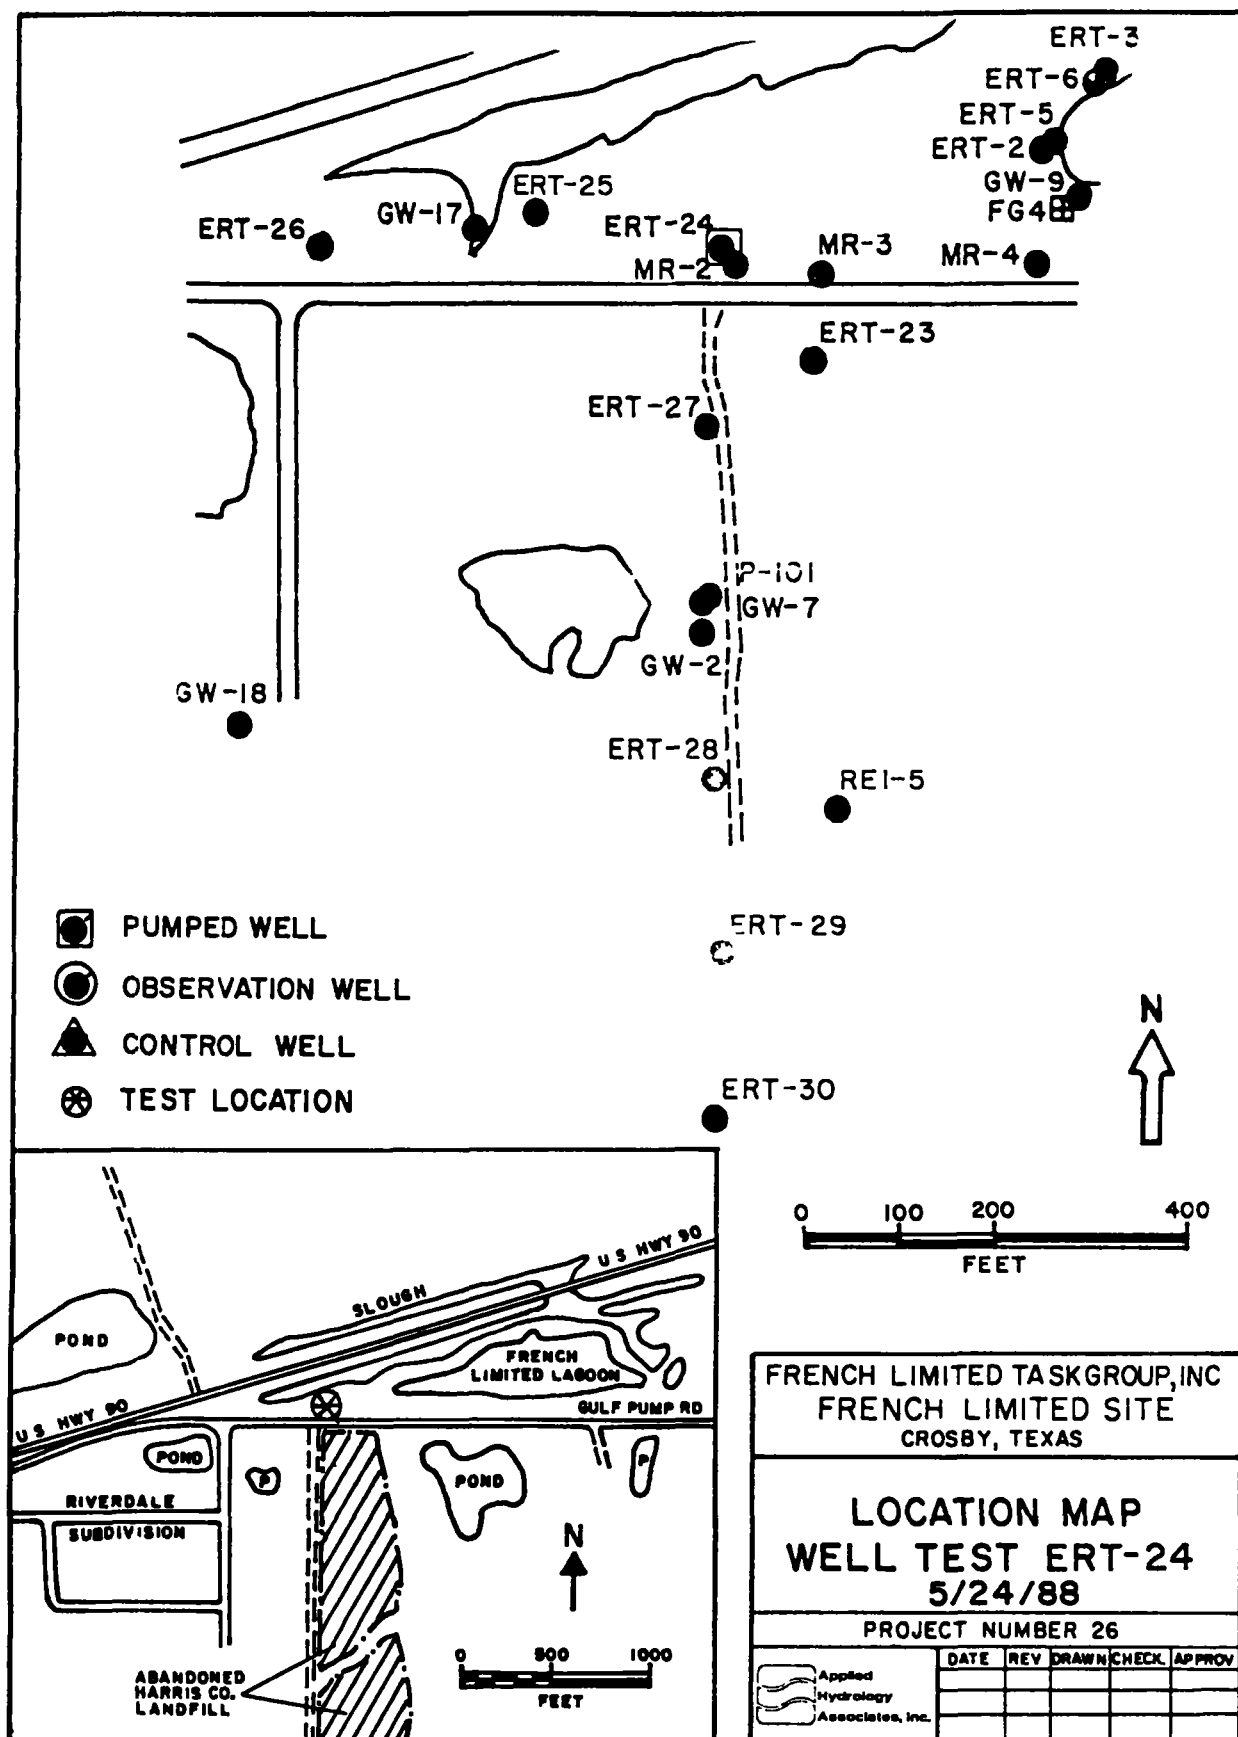 ERT-3
ERT-6
ERT-5
ERT-2
GW-9
FG4
ERT-25
GW-17
ERT-26
ERT-24
MR-2
MR-3
MR-4
ERT-23
ERT-27
P-101
GW-7
GW-2
GW-18
ERT-28
REI-5
ERT-29
ERT-30
PUMPED WELL
OBSERVATION WELL
CONTROL WELL
TEST LOCATION
N
0 100 200 400
FEET
U S HWY 90
SLOUGH
POND
FRENCH
LIMITED LAGOON
U S HWY 90
GULF PUMP RD
POND
P
POND
P
RIVERDALE
SUBDIVISION
N
0 500 1000
FEET
ABANDONED
HARRIS CO.
LANDFILL
FRENCH LIMITED TASKGROUP, INC
FRENCH LIMITED SITE
CROSBY, TEXAS
LOCATION MAP
WELL TEST ERT-24
5/24/88
PROJECT NUMBER 26
DATE REV DRAWN CHECK. APPROV
Applied
Hydrology
Associates, Inc.